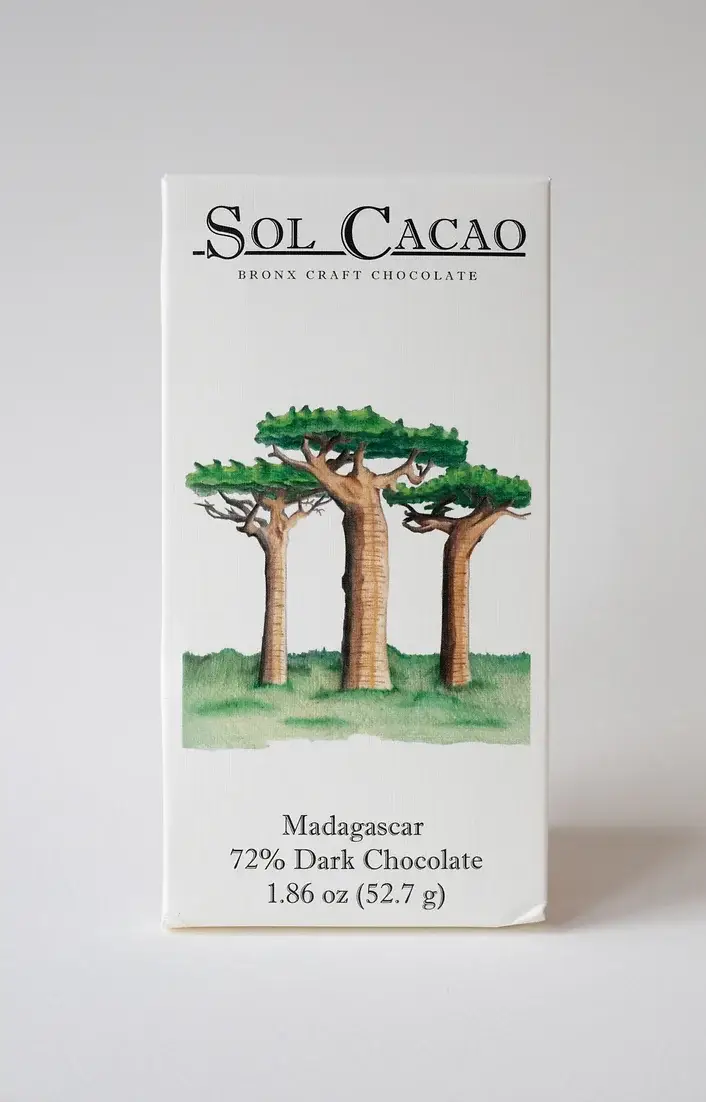 SOL CACAO
BRONX CRAFT CHOCOLATE
Madagascar
72% Dark Chocolate
1.86 oz (52.7 g)